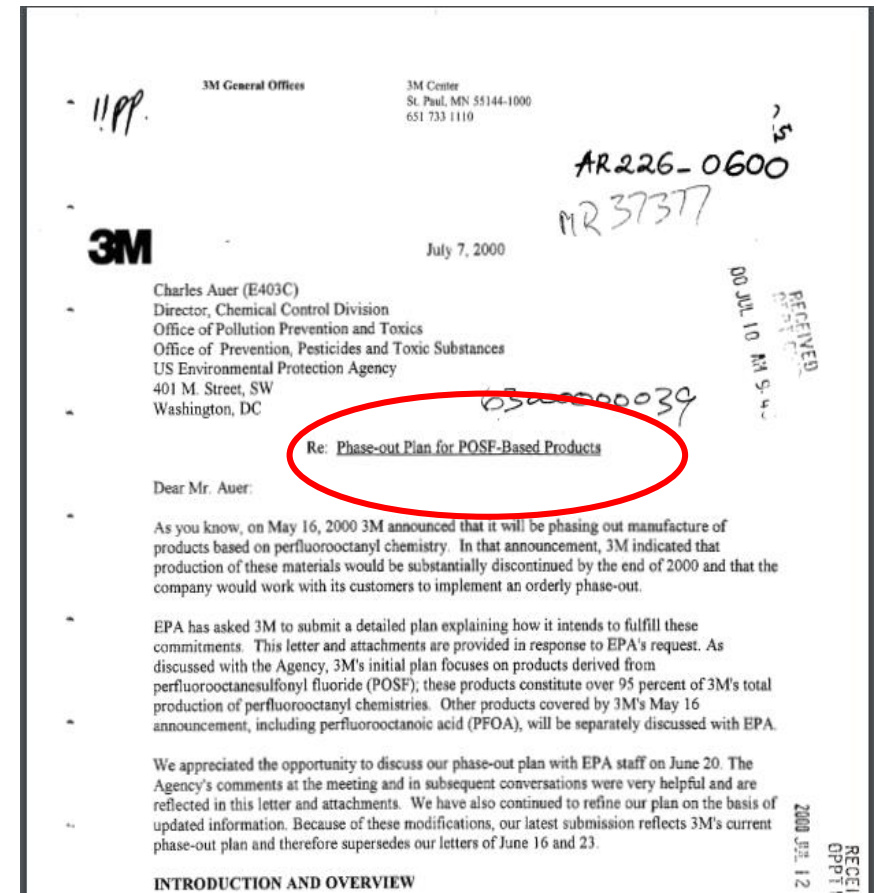 3M General Offices
3M Center
St. Paul, MN 55144-1000
651 733 1110
!!PP.
AR226-0600
MR 37377
3M
July 7, 2000
00 JUL 10 AM 9:4
RECEIVED
Charles Auer (E403C)
Director, Chemical Control Division
Office of Pollution Prevention and Toxics
Office of Prevention, Pesticides and Toxic Substances
US Environmental Protection Agency
401 M. Street, SW
Washington, DC
Re: Phase-out Plan for POSF-Based Products
Dear Mr. Auer:
As you know, on May 16, 2000 3M announced that it will be phasing out manufacture of
products based on perfluorooctanyl chemistry. In that announcement, 3M indicated that
production of these materials would be substantially discontinued by the end of 2000 and that the
company would work with its customers to implement an orderly phase-out.
EPA has asked 3M to submit a detailed plan explaining how it intends to fulfill these
commitments. This letter and attachments are provided in response to EPA's request. As
discussed with the Agency, 3M's initial plan focuses on products derived from
perfluorooctanesulfonyl fluoride (POSF); these products constitute over 95 percent of 3M's total
production of perfluorooctanyl chemistries. Other products covered by 3M's May 16
announcement, including perfluorooctanoic acid (PFOA), will be separately discussed with EPA.
We appreciated the opportunity to discuss our phase-out plan with EPA staff on June 20. The
Agency's comments at the meeting and in subsequent conversations were very helpful and are
reflected in this letter and attachments. We have also continued to refine our plan on the basis of
updated information. Because of these modifications, our latest submission reflects 3M's current
phase-out plan and therefore supersedes our letters of June 16 and 23.
INTRODUCTION AND OVERVIEW